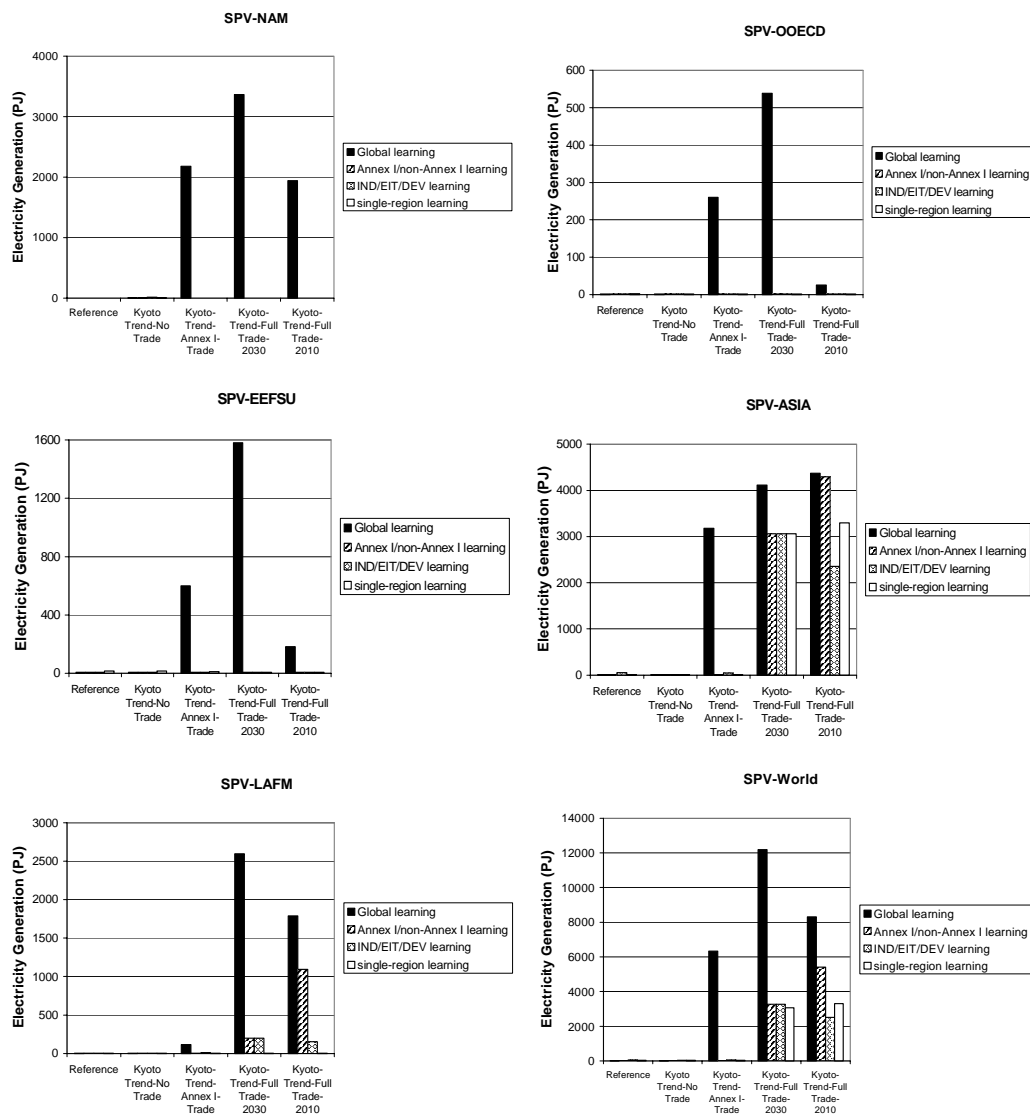 SPV-NAM
Electricity Generation (PJ)
4000
3000
2000
1000
0
Reference
Kyoto
Trend-No
Trade
Kyoto-
Trend-
Annex I-
Trade
Kyoto-
Trend-Full
Trade-
2030
Kyoto-
Trend-Full
Trade-
2010
Global learning
Annex I/non-Annex I learning
IND/EIT/DEV learning
single-region learning
SPV-OOECD
Electricity Generation (PJ)
600
500
400
300
200
100
0
Reference
Kyoto
Trend-No
Trade
Kyoto-
Trend-
Annex I-
Trade
Kyoto-
Trend-Full
Trade-
2030
Kyoto-
Trend-Full
Trade-
2010
Global learning
Annex I/non-Annex I learning
IND/EIT/DEV learning
single-region learning
SPV-EEFSU
Electricity Generation (PJ)
1600
1200
800
400
0
Reference
Kyoto
Trend-No
Trade
Kyoto-
Trend-
Annex I-
Trade
Kyoto-
Trend-Full
Trade-
2030
Kyoto-
Trend-Full
Trade-
2010
Global learning
Annex I/non-Annex I learning
IND/EIT/DEV learning
single-region learning
SPV-ASIA
Electricity Generation (PJ)
5000
4000
3000
2000
1000
0
Reference
Kyoto
Trend-No
Trade
Kyoto-
Trend-
Annex I-
Trade
Kyoto-
Trend-Full
Trade-
2030
Kyoto-
Trend-Full
Trade-
2010
Global learning
Annex I/non-Annex I learning
IND/EIT/DEV learning
single-region learning
SPV-LAFM
Electricity Generation (PJ)
3000
2500
2000
1500
1000
500
0
Reference
Kyoto
Trend-No
Trade
Kyoto-
Trend-
Annex I-
Trade
Kyoto-
Trend-Full
Trade-
2030
Kyoto-
Trend-Full
Trade-
2010
Global learning
Annex I/non-Annex I learning
IND/EIT/DEV learning
single-region learning
SPV-World
Electricity Generation (PJ)
14000
12000
10000
8000
6000
4000
2000
0
Reference
Kyoto
Trend-No
Trade
Kyoto-
Trend-
Annex I-
Trade
Kyoto-
Trend-Full
Trade-
2030
Kyoto-
Trend-Full
Trade-
2010
Global learning
Annex I/non-Annex I learning
IND/EIT/DEV learning
single-region learning